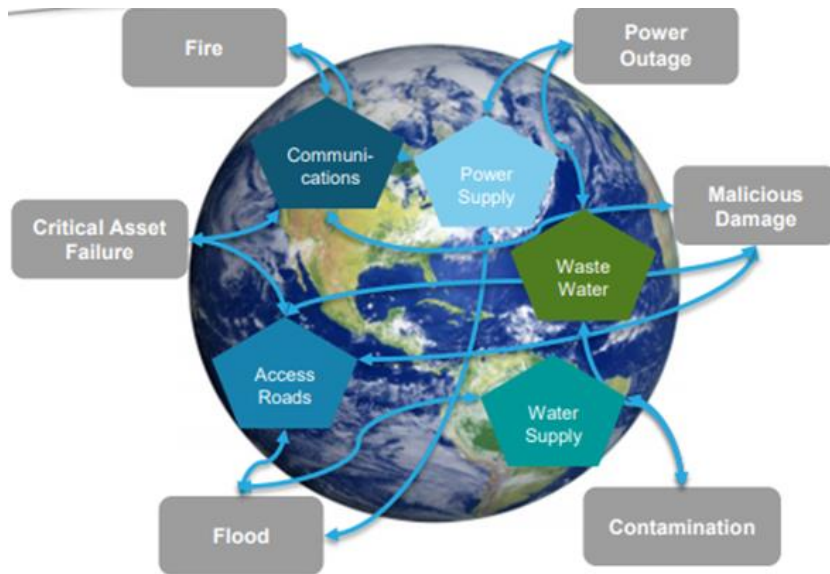 Fire
Power
Outage
Communi-
cations
Power
Supply
Malicious
Damage
Critical Asset
Failure
Waste
Water
Access
Roads
Water
Supply
Flood
Contamination